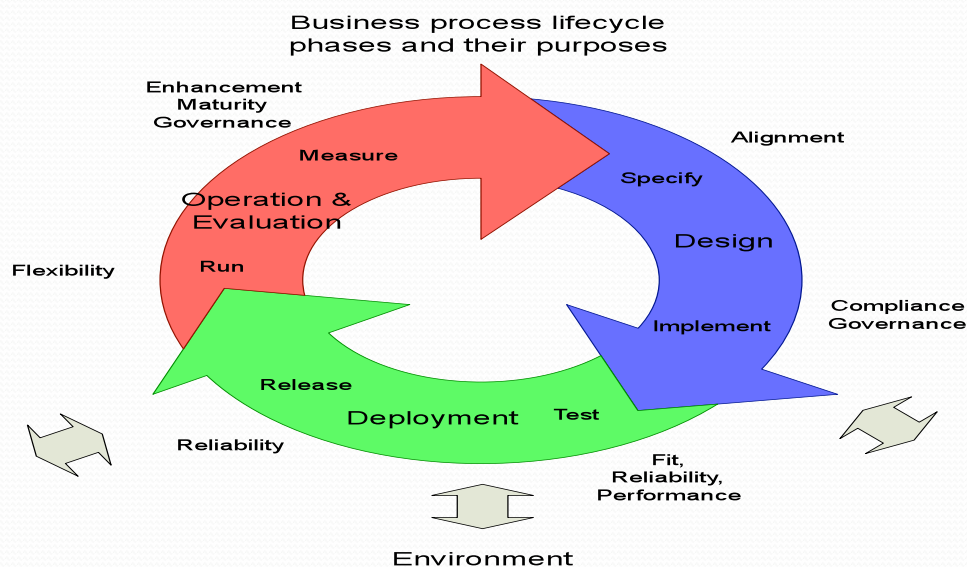 Business process lifecycle
phases and their purposes
Enhancement
Maturity
Governance
Alignment
Measure
Specify
Operation &
Evaluation
Design
Run
Flexibility
Compliance
Governance
Implement
Release
Deployment
Test
Reliability
Fit,
Reliability,
Performance
Environment